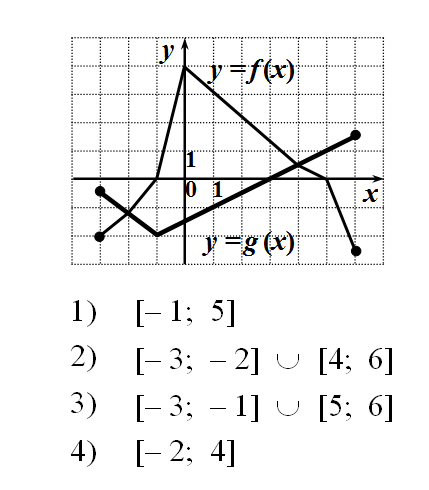 y
y = f (x)
1
0 1
x
y = g (x)
1) [– 1; 5]
2) [– 3; – 2] ∪ [4; 6]
3) [– 3; – 1] ∪ [5; 6]
4) [– 2; 4]